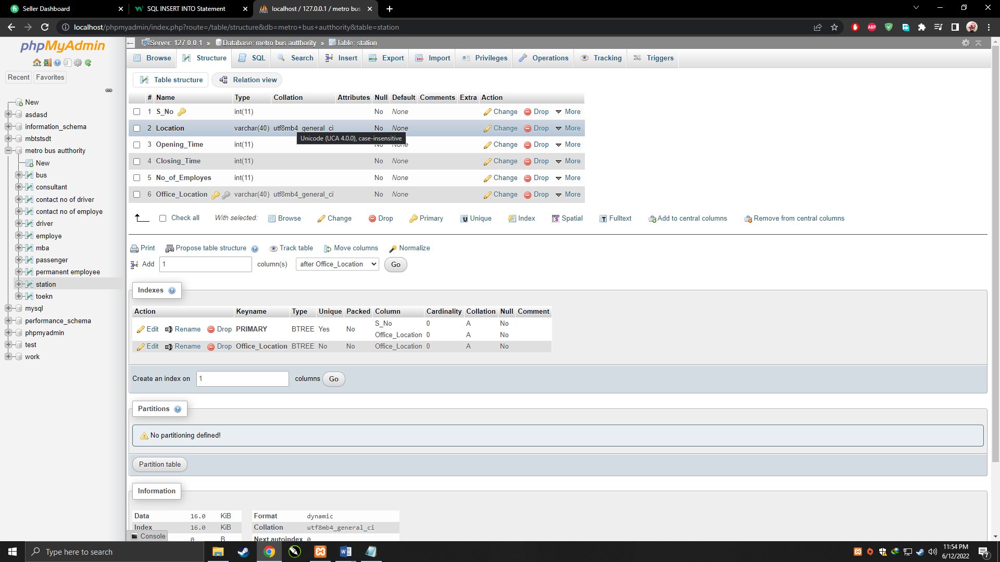 Seller Dashboard
SQL INSERT INTO Statement
localhost / 127.0.0.1 / metro bus
localhost/phpmyadmin/index.php?route=/table/structure&db=metro+bus+autthority&table=station
phpMyAdmin
Recent Favorites
New
asdasd
information_schema
mbtstsdt
metro bus autthority
New
bus
consultant
contact no of driver
contact no of employe
driver
employe
mba
passenger
permanent employee
station
toekn
mysql
performance_schema
phpmyadmin
test
work
Server: 127.0.0.1 » Database: metro bus autthority » Table: station
Browse Structure SQL Search Insert Export Import Privileges Operations Tracking Triggers
Table structure Relation view
# Name Type Collation Attributes Null Default Comments Extra Action
1 S_No int(11) No None Change Drop More
2 Location varchar(40) utf8mb4_general_ci No None Change Drop More
Unicode (UCA 4.0.0), case-insensitive
3 Opening_Time int(11) No None Change Drop More
4 Closing_Time int(11) No None Change Drop More
5 No_of_Employes int(11) No None Change Drop More
6 Office_Location varchar(40) utf8mb4_general_ci No None Change Drop More
Check all With selected: Browse Change Drop Primary Unique Index Spatial Fulltext Add to central columns Remove from central columns
Print Propose table structure Track table Move columns Normalize
Add 1 column(s) after Office_Location Go
Indexes
Action Keyname Type Unique Packed Column Cardinality Collation Null Comment
Edit Rename Drop PRIMARY BTREE Yes No S_No 0 A No
Office_Location 0 A No
Edit Rename Drop Office_Location BTREE No No Office_Location 0 A No
Create an index on 1 columns Go
Partitions
No partitioning defined!
Partition table
Information
Data 16.0 KiB Format dynamic
Index 16.0 KiB Collation utf8mb4_general_ci
0 B Next autoindex 0
Console
Type here to search
11:54 PM
6/12/2022
7